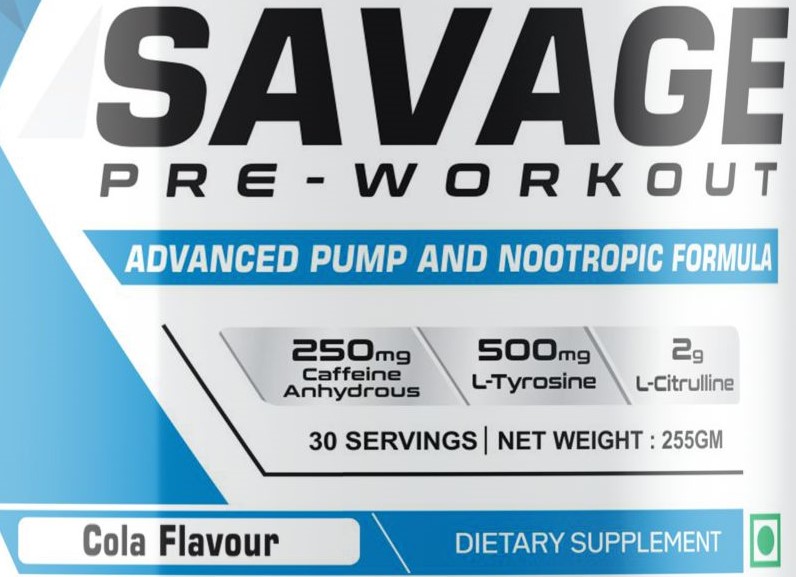 SAVAGE
PRE-WORKOUT
ADVANCED PUMP AND NOOTROPIC FORMULA
250mg
Caffeine
Anhydrous
500mg
L-Tyrosine
2g
L-Citrulline
30 SERVINGS | NET WEIGHT : 255GM
Cola Flavour
DIETARY SUPPLEMENT